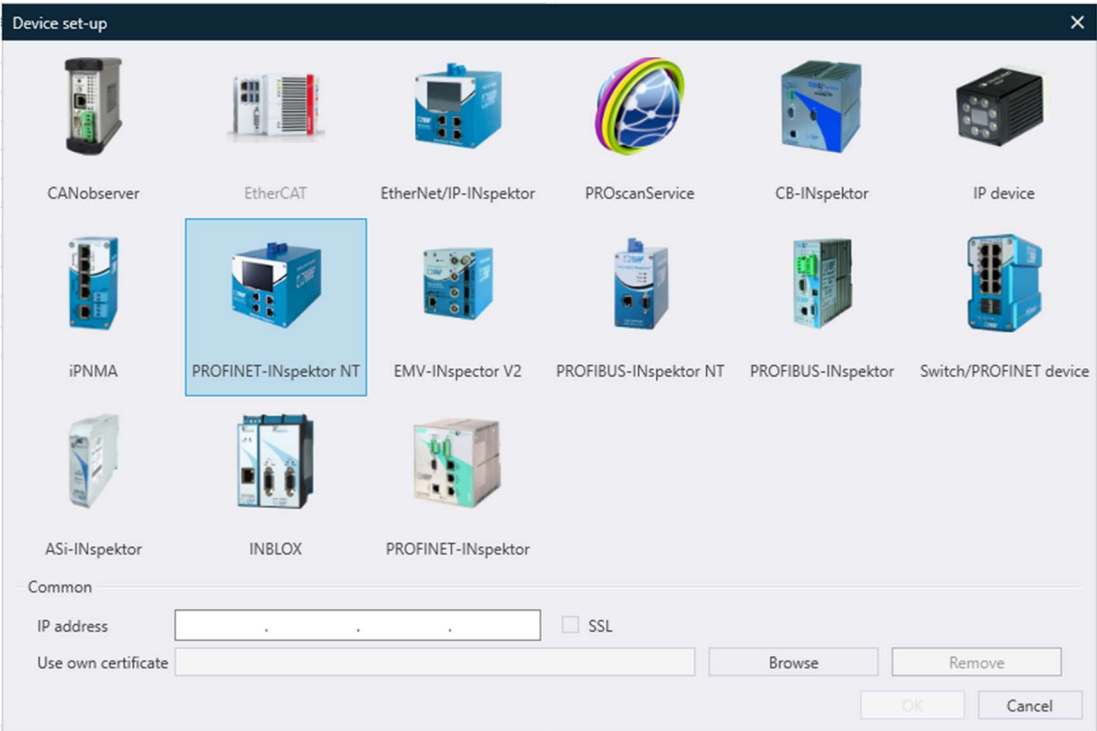 Device set-up
CANobserver
EtherCAT
EtherNet/IP-INspektor
PROscanService
CB-INspektor
IP device
iPNMA
PROFINET-INspektor NT
EMV-INspector V2
PROFIBUS-INspektor NT
PROFIBUS-INspektor
Switch/PROFINET device
ASi-INspektor
INBLOX
PROFINET-INspektor
Common
IP address . . . SSL
Use own certificate Browse Remove
OK Cancel